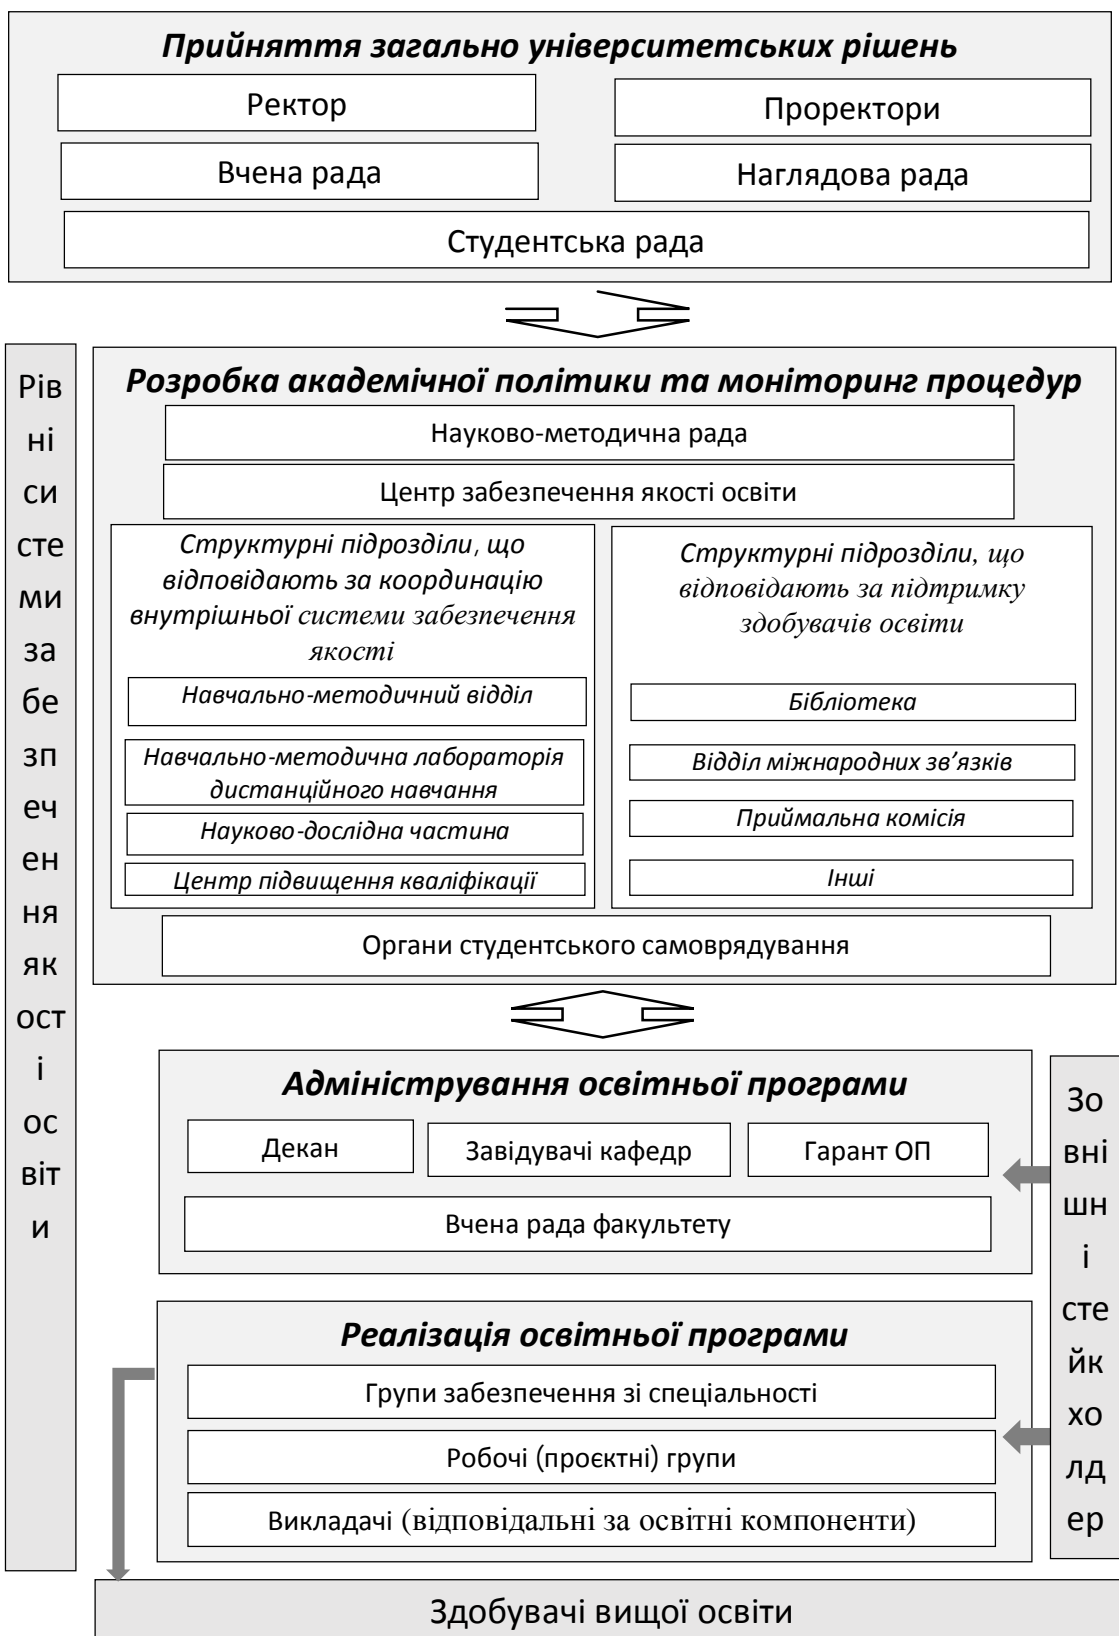 Прийняття загально університетських рішень
Ректор
Проректори
Вчена рада
Наглядова рада
Студентська рада
Рів
ні
си
сте
ми
за
бе
зп
еч
ен
ня
як
ост
і
ос
віт
и
Розробка академічної політики та моніторинг процедур
Науково-методична рада
Центр забезпечення якості освіти
Структурні підрозділи, що
відповідають за координацію
внутрішньої системи забезпечення
якості
Навчально-методичний відділ
Навчально-методична лабораторія
дистанційного навчання
Науково-дослідна частина
Центр підвищення кваліфікації
Структурні підрозділи, що
відповідають за підтримку
здобувачів освіти
Бібліотека
Відділ міжнародних зв’язків
Приймальна комісія
Інші
Органи студентського самоврядування
Адміністрування освітньої програми
Декан
Завідувачі кафедр
Гарант ОП
Вчена рада факультету
Зо
вні
шн
і
сте
йк
хо
лд
ер
Реалізація освітньої програми
Групи забезпечення зі спеціальності
Робочі (проєктні) групи
Викладачі (відповідальні за освітні компоненти)
Здобувачі вищої освіти